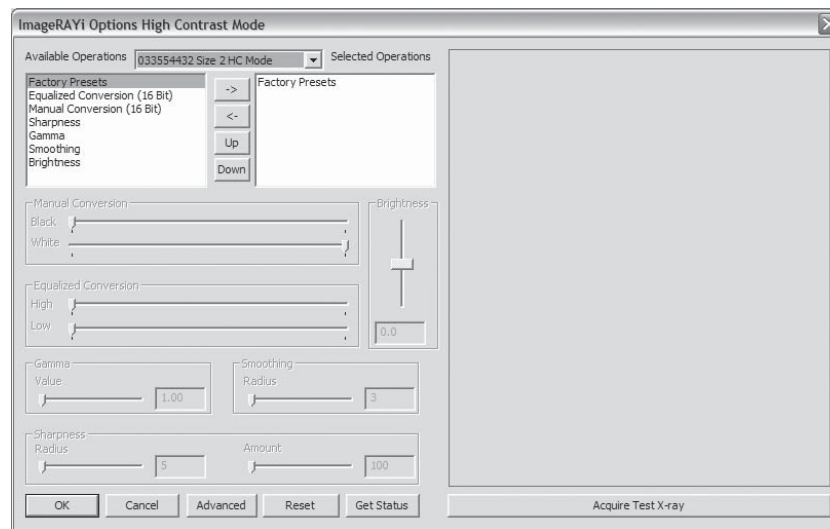 ImageRAYi Options High Contrast Mode
Available Operations
033554432 Size 2 HC Mode
Selected Operations
Factory Presets
Equalized Conversion (16 Bit)
Manual Conversion (16 Bit)
Sharpness
Gamma
Smoothing
Brightness
->
<-
Up
Down
Factory Presets
Manual Conversion
Black
White
Brightness
0.0
Equalized Conversion
High
Low
Gamma
Value
1.00
Smoothing
Radius
3
Sharpness
Radius
5
Amount
100
OK
Cancel
Advanced
Reset
Get Status
Acquire Test X-ray